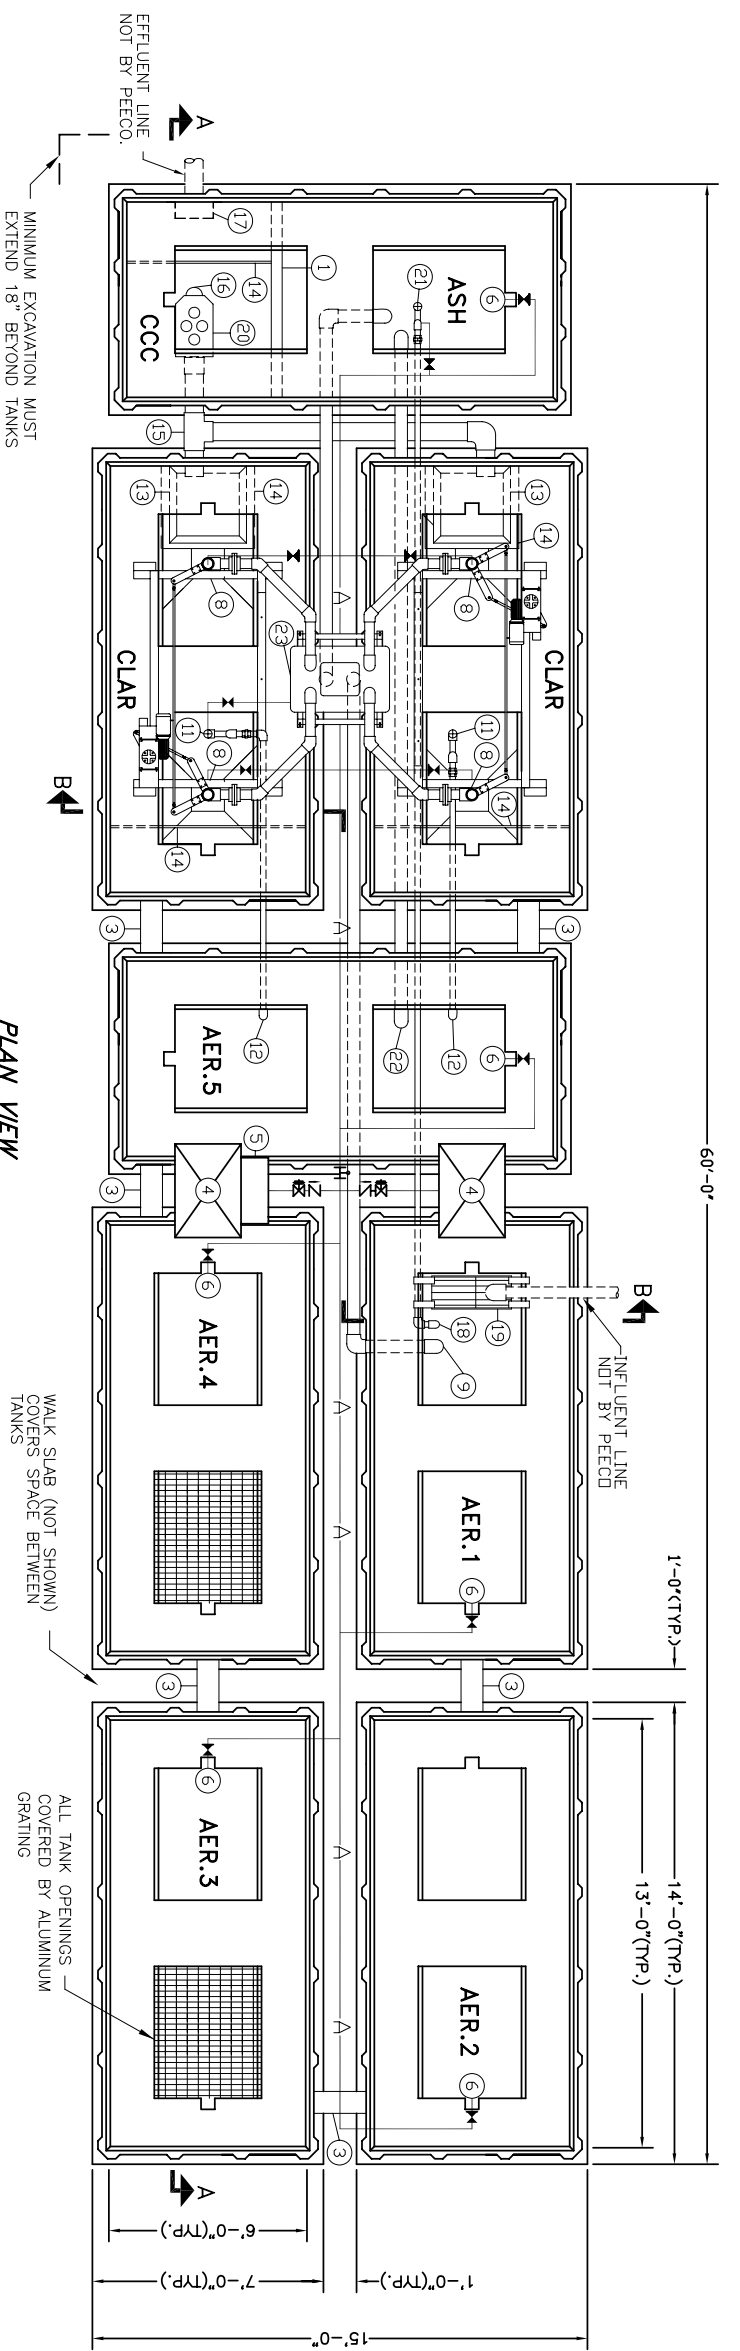 60'-0"
1'-0"(TYP.)
14'-0"(TYP.)
13'-0"(TYP.)
INFLUENT LINE
NOT BY PEECO
B
ASH
6
21
1
14
16
20
CCC
17
A
EFFLUENT LINE
NOT BY PEECO.
MINIMUM EXCAVATION MUST
EXTEND 18" BEYOND TANKS
15
CLAR
13
14
8
11
8
14
CLAR
13
14
8
23
11
8
14
B
3
3
6
12
22
12
AER.5
5
4
4
3
19
18
9
AER.1
6
6
AER.4
WALK SLAB (NOT SHOWN)
COVERS SPACE BETWEEN
TANKS
3
3
AER.2
6
6
AER.3
3
ALL TANK OPENINGS
COVERED BY ALUMINUM
GRATING
A
A
A
A
A
A
H
A
6'-0"(TYP.)
7'-0"(TYP.)
1'-0"(TYP.)
15'-0"
PLAN VIEW